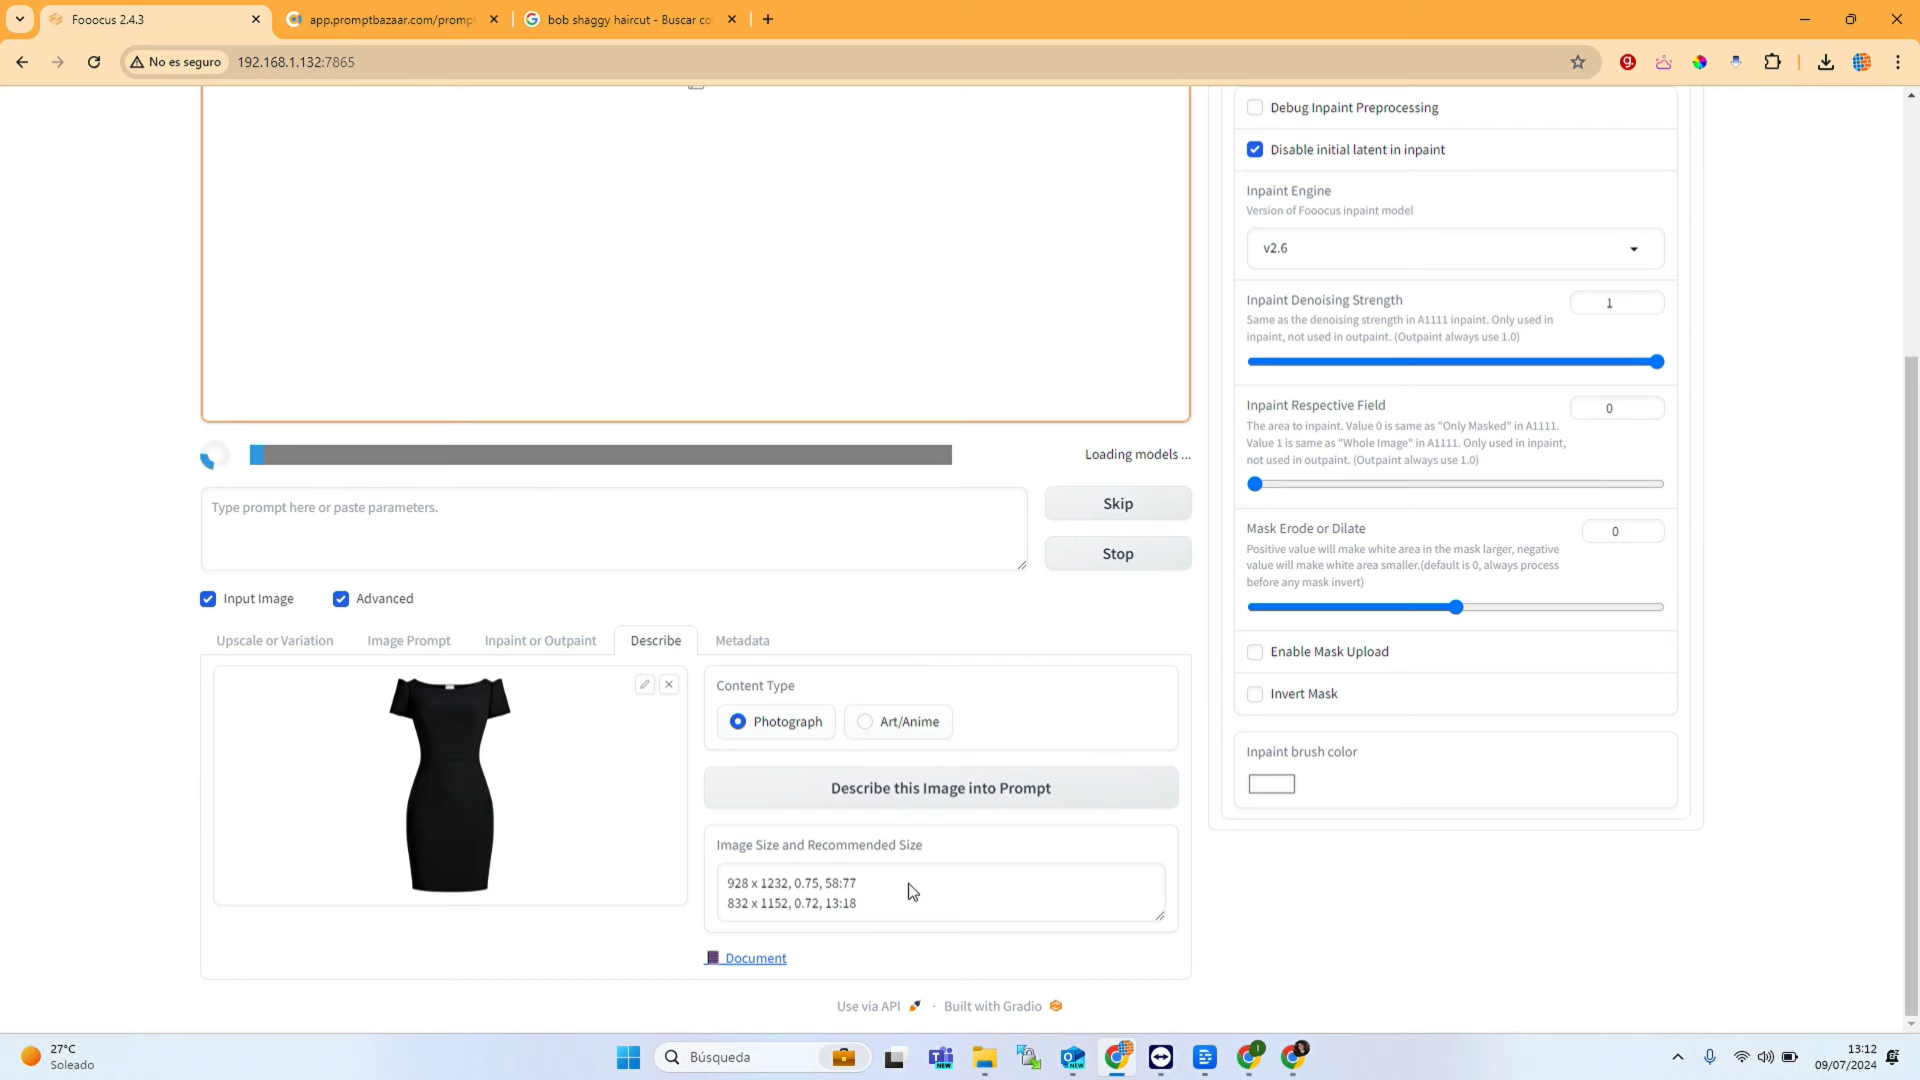 Fooocus 2.4.3
app.promptbazaar.com/promp
bob shaggy haircut - Buscar co
No es seguro
192.168.1.132:7865
Debug Inpaint Preprocessing
Disable initial latent in inpaint
Inpaint Engine
Version of Fooocus inpaint model
v2.6
Inpaint Denoising Strength
1
Same as the denoising strength in A1111 inpaint. Only used in
inpaint, not used in outpaint. (Outpaint always use 1.0)
Inpaint Respective Field
0
The area to inpaint. Value 0 is same as "Only Masked" in A1111.
Value 1 is same as "Whole Image" in A1111. Only used in inpaint,
not used in outpaint. (Outpaint always use 1.0)
Mask Erode or Dilate
0
Positive value will make white area in the mask larger, negative
value will make white area smaller.(default is 0, always process
before any mask invert)
Enable Mask Upload
Invert Mask
Inpaint brush color
Loading models ...
Type prompt here or paste parameters.
Skip
Stop
Input Image
Advanced
Upscale or Variation
Image Prompt
Inpaint or Outpaint
Describe
Metadata
Content Type
Photograph
Art/Anime
Describe this Image into Prompt
Image Size and Recommended Size
928 x 1232, 0.75, 58:77
832 x 1152, 0.72, 13:18
Document
Use via API
·
Built with Gradio
27°C
Soleado
Búsqueda
NEW
NEW
13:12
09/07/2024